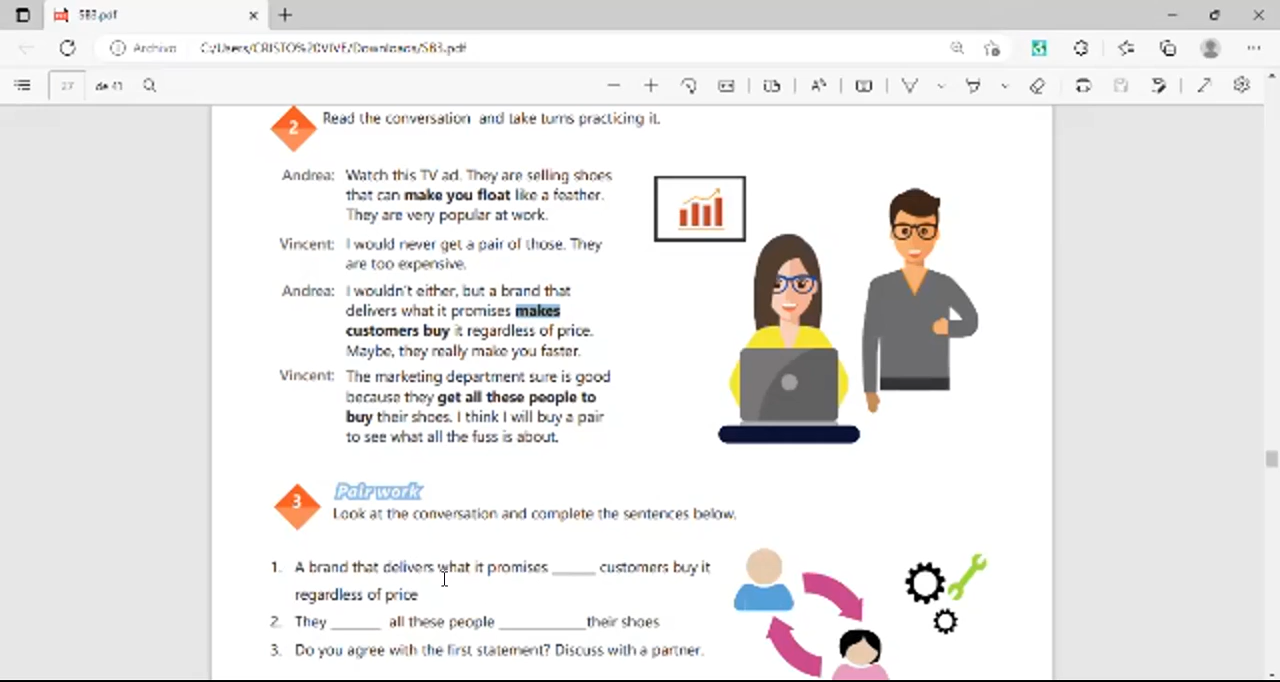 SB3.pdf
Archivo C:/Users/CRISTO%20VIVE/Downloads/SB3.pdf
27 de 41
2 Read the conversation and take turns practicing it.
Andrea: Watch this TV ad. They are selling shoes
that can make you float like a feather.
They are very popular at work.
Vincent: I would never get a pair of those. They
are too expensive.
Andrea: I wouldn't either, but a brand that
delivers what it promises makes
customers buy it regardless of price.
Maybe, they really make you faster.
Vincent: The marketing department sure is good
because they get all these people to
buy their shoes. I think I will buy a pair
to see what all the fuss is about.
3 Pair work
Look at the conversation and complete the sentences below.
1. A brand that delivers what it promises ______ customers buy it
regardless of price
2. They _______ all these people ____________their shoes
3. Do you agree with the first statement? Discuss with a partner.